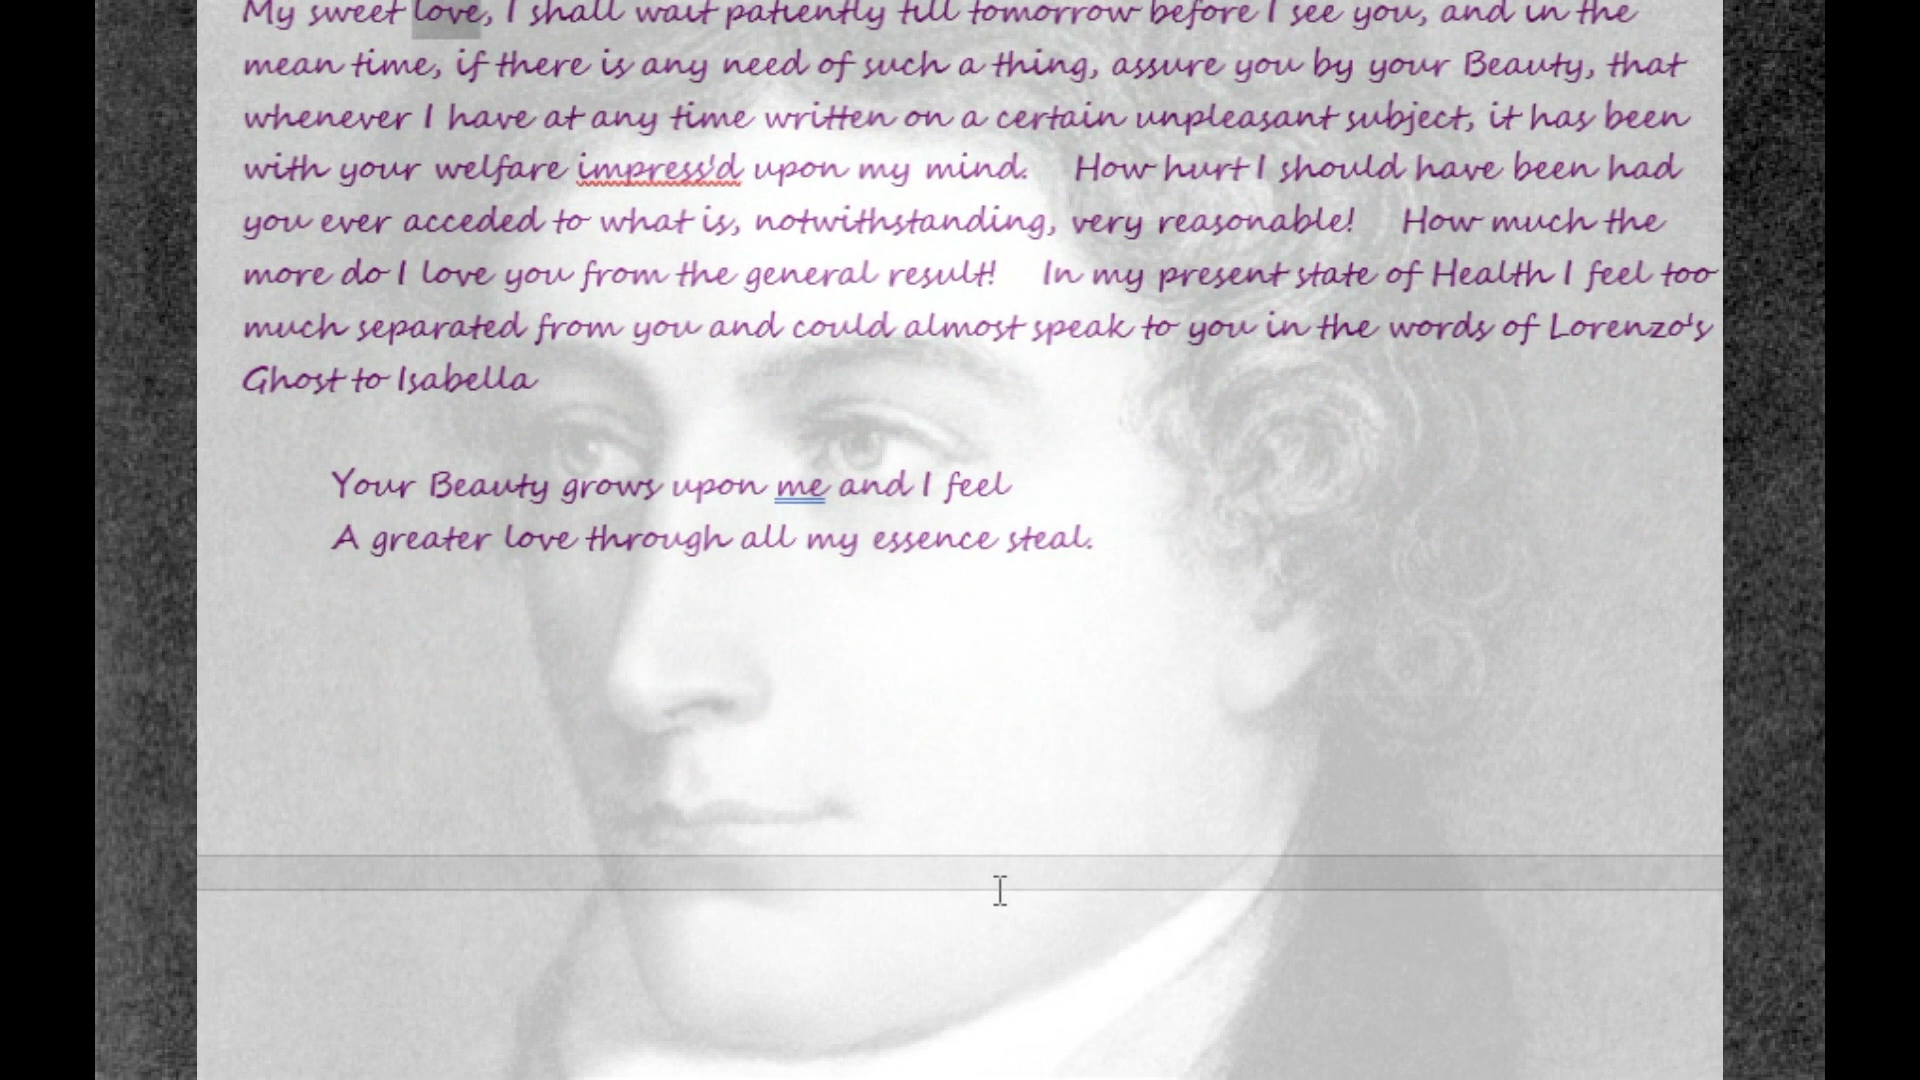 My sweet love, I shall wait patiently till tomorrow before I see you, and in the
mean time, if there is any need of such a thing, assure you by your Beauty, that
whenever I have at any time written on a certain unpleasant subject, it has been
with your welfare impress'd upon my mind. How hurt I should have been had
you ever acceded to what is, notwithstanding, very reasonable! How much the
more do I love you from the general result! In my present state of Health I feel too
much separated from you and could almost speak to you in the words of Lorenzo's
Ghost to Isabella
Your Beauty grows upon me and I feel
A greater love through all my essence steal.